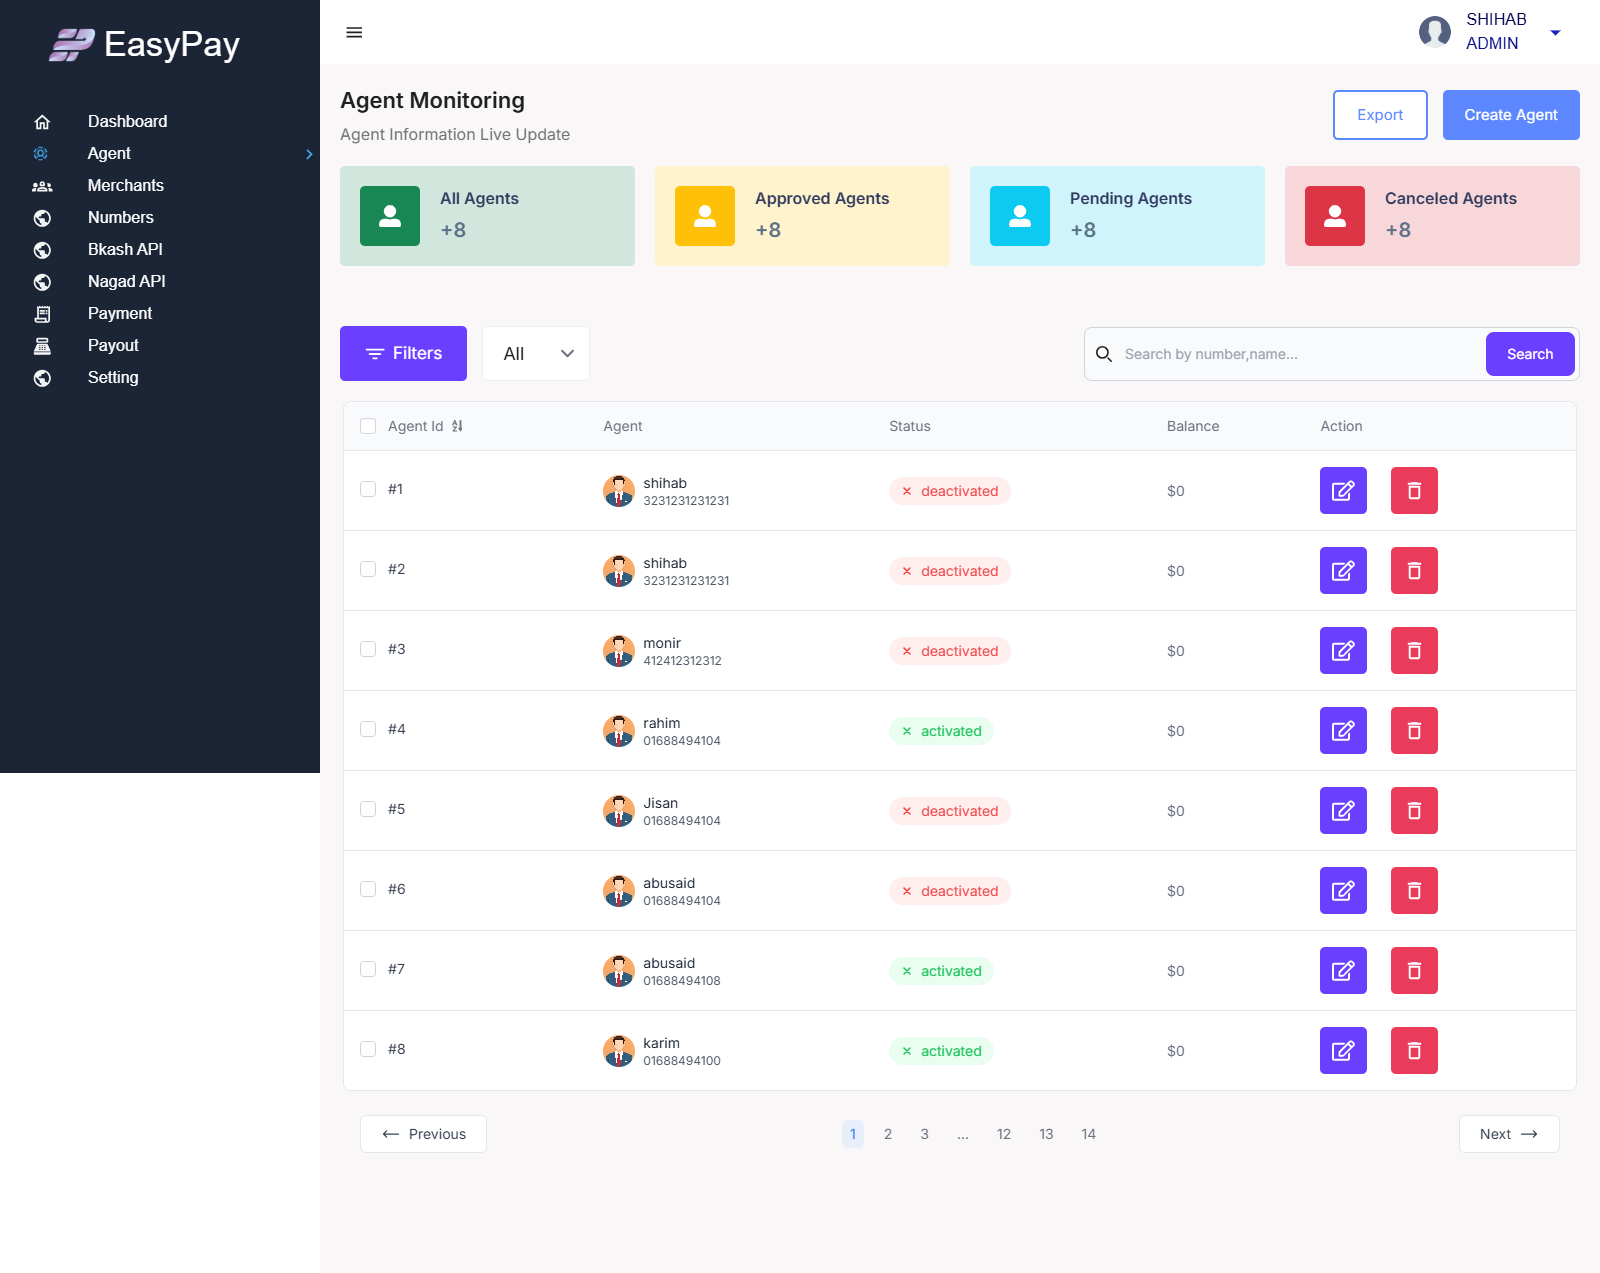 EasyPay
Dashboard
Agent
Merchants
Numbers
Bkash API
Nagad API
Payment
Payout
Setting
SHIHAB
ADMIN
Agent Monitoring
Agent Information Live Update
Export
Create Agent
All Agents
+8
Approved Agents
+8
Pending Agents
+8
Canceled Agents
+8
Filters
All
Search by number,name...
Search
Agent Id Agent Status Balance Action
#1 shihab deactivated $0
3231231231231
#2 shihab deactivated $0
3231231231231
#3 monir deactivated $0
412412312312
#4 rahim activated $0
01688494104
#5 Jisan deactivated $0
01688494104
#6 abusaid deactivated $0
01688494104
#7 abusaid activated $0
01688494108
#8 karim activated $0
01688494100
Previous 1 2 3 ... 12 13 14 Next